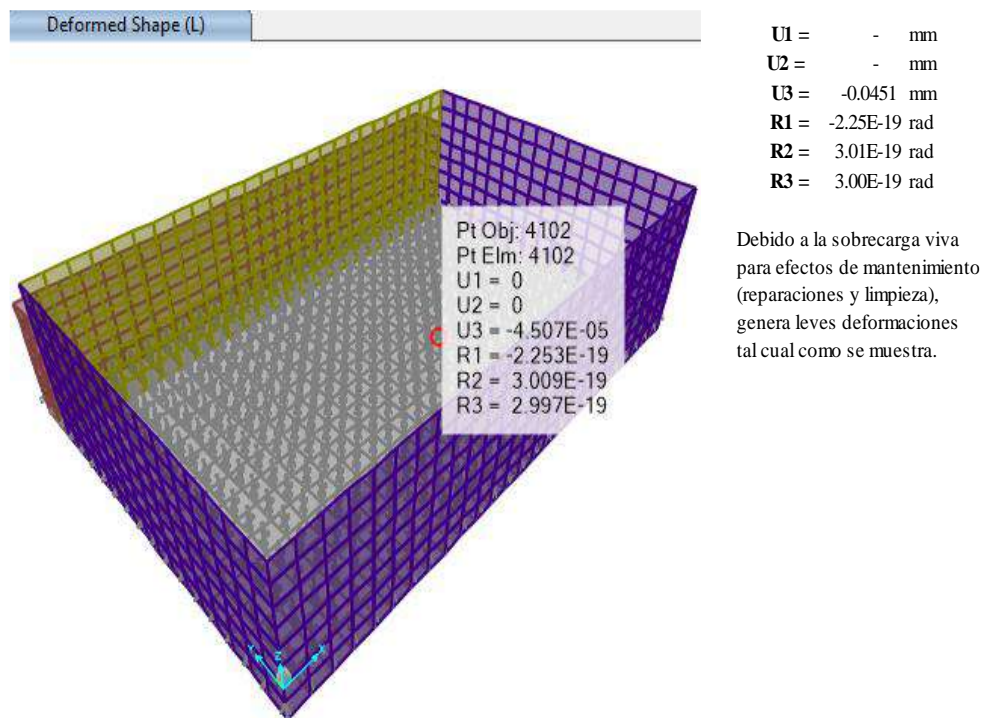 Deformed Shape (L)
Pt Obj: 4102
Pt Elm: 4102
U1 = 0
U2 = 0
U3 = -4.507E-05
R1 = -2.253E-19
R2 = 3.009E-19
R3 = 2.997E-19
U1 = - mm
U2 = - mm
U3 = -0.0451 mm
R1 = -2.25E-19 rad
R2 = 3.01E-19 rad
R3 = 3.00E-19 rad
Debido a la sobrecarga viva
para efectos de mantenimiento
(reparaciones y limpieza),
genera leves deformaciones
tal cual como se muestra.
Y
Z
X